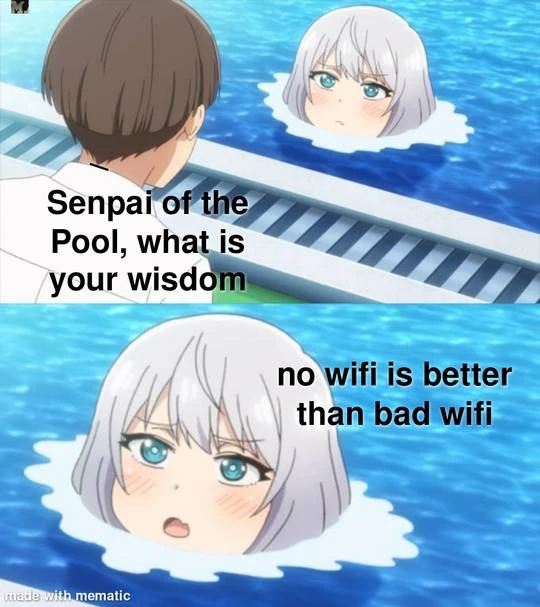 Senpai of the
Pool, what is
your wisdom
no wifi is better
than bad wifi
made with mematic